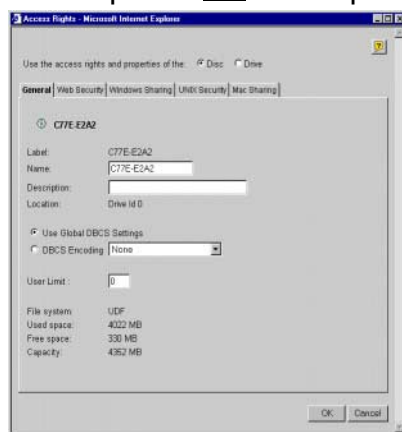 Access Rights - Microsoft Internet Explorer
?
Use the access rights and properties of the: Disc Drive
General Web Security Windows Sharing UNIX Security Mac Sharing
C77E-E2A2
Label: C77E-E2A2
Name: C77E-E2A2
Description:
Location: Drive Id 0
Use Global DBCS Settings
DBCS Encoding None
User Limit : 0
File system: UDF
Used space: 4022 MB
Free space: 330 MB
Capacity: 4352 MB
OK Cancel